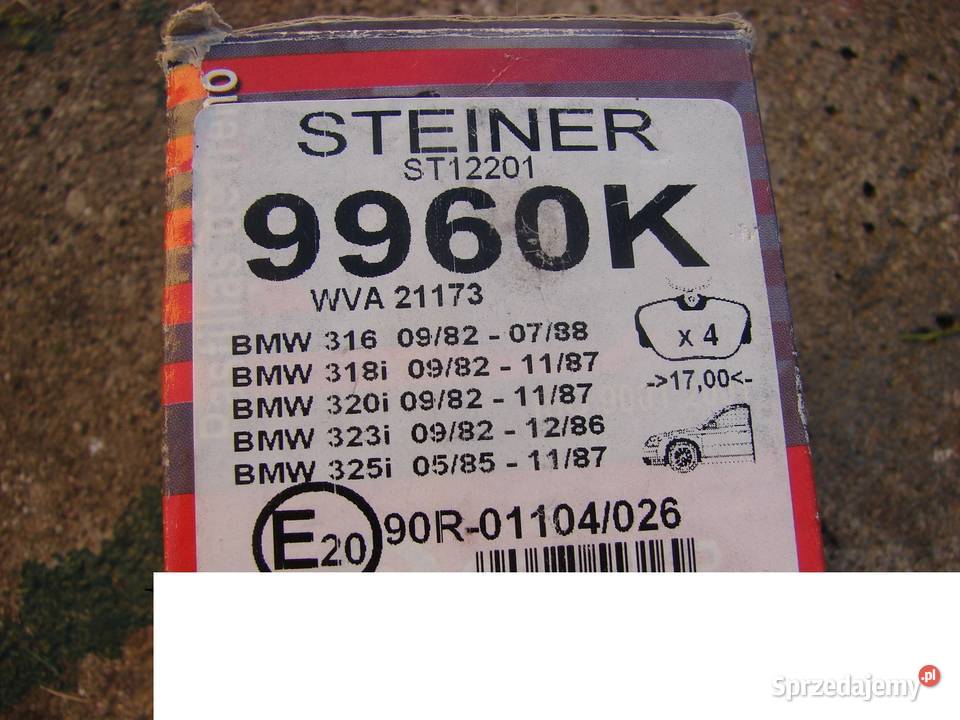 STEINER
ST12201
9960K
WVA 21173
BMW 316 09/82 - 07/88
BMW 318i 09/82 - 11/87
BMW 320i 09/82 - 11/87
BMW 323i 09/82 - 12/86
BMW 325i 05/85 - 11/87
x 4
->17,00<-
E20 90R-01104/026
Sprzedajemy.pl